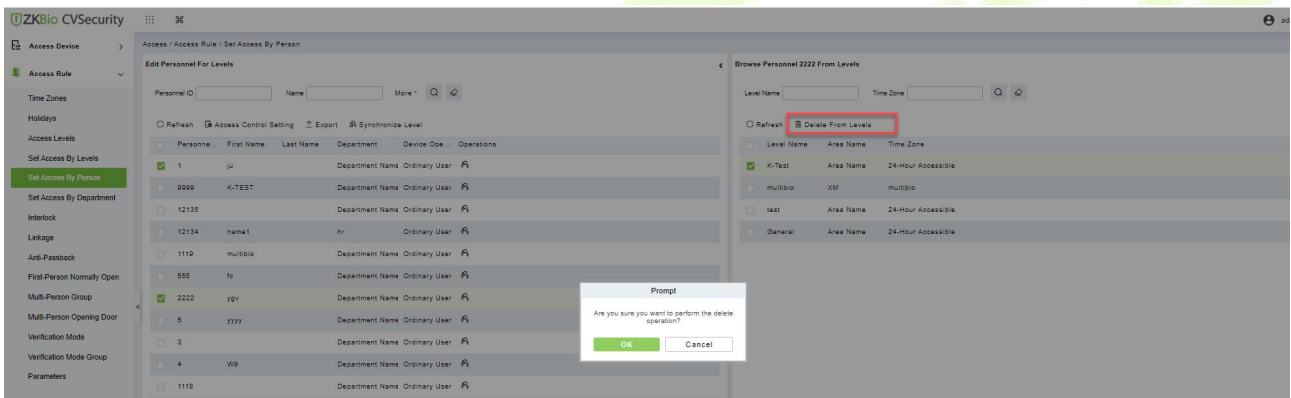 ZKBio CVSecurity
ad
Access Device
Access Rule
Time Zones
Holidays
Access Levels
Set Access By Levels
Set Access By Person
Set Access By Department
Interlock
Linkage
Anti-Passback
First-Person Normally Open
Multi-Person Group
Multi-Person Opening Door
Verification Mode
Verification Mode Group
Parameters
Access / Access Rule / Set Access By Person
Edit Personnel For Levels
Personnel ID Name More
Refresh Access Control Setting Export Synchronize Level
Personne... First Name Last Name Department Device Ope... Operations
1 ju Department Name Ordinary User
9999 K-TEST Department Name Ordinary User
12135 Department Name Ordinary User
12134 name1 hr Ordinary User
1119 multibio Department Name Ordinary User
555 fo Department Name Ordinary User
2222 ygv Department Name Ordinary User
5 yyyy Department Name Ordinary User
3 Department Name Ordinary User
4 W9 Department Name Ordinary User
1118 Department Name Ordinary User
Browse Personnel 2222 From Levels
Level Name Time Zone
Refresh Delete From Levels
Level Name Area Name Time Zone
K-Test Area Name 24-Hour Accessible
multibio XM multibio
test Area Name 24-Hour Accessible
General Area Name 24-Hour Accessible
Prompt
Are you sure you want to perform the delete
operation?
OK Cancel